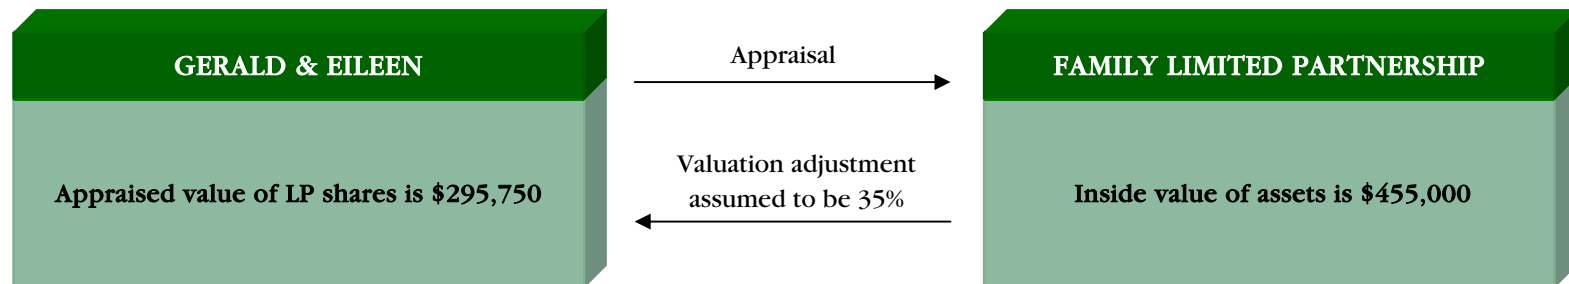 GERALD & EILEEN
Appraised value of LP shares is $295,750
Appraisal
Valuation adjustment
assumed to be 35%
FAMILY LIMITED PARTNERSHIP
Inside value of assets is $455,000